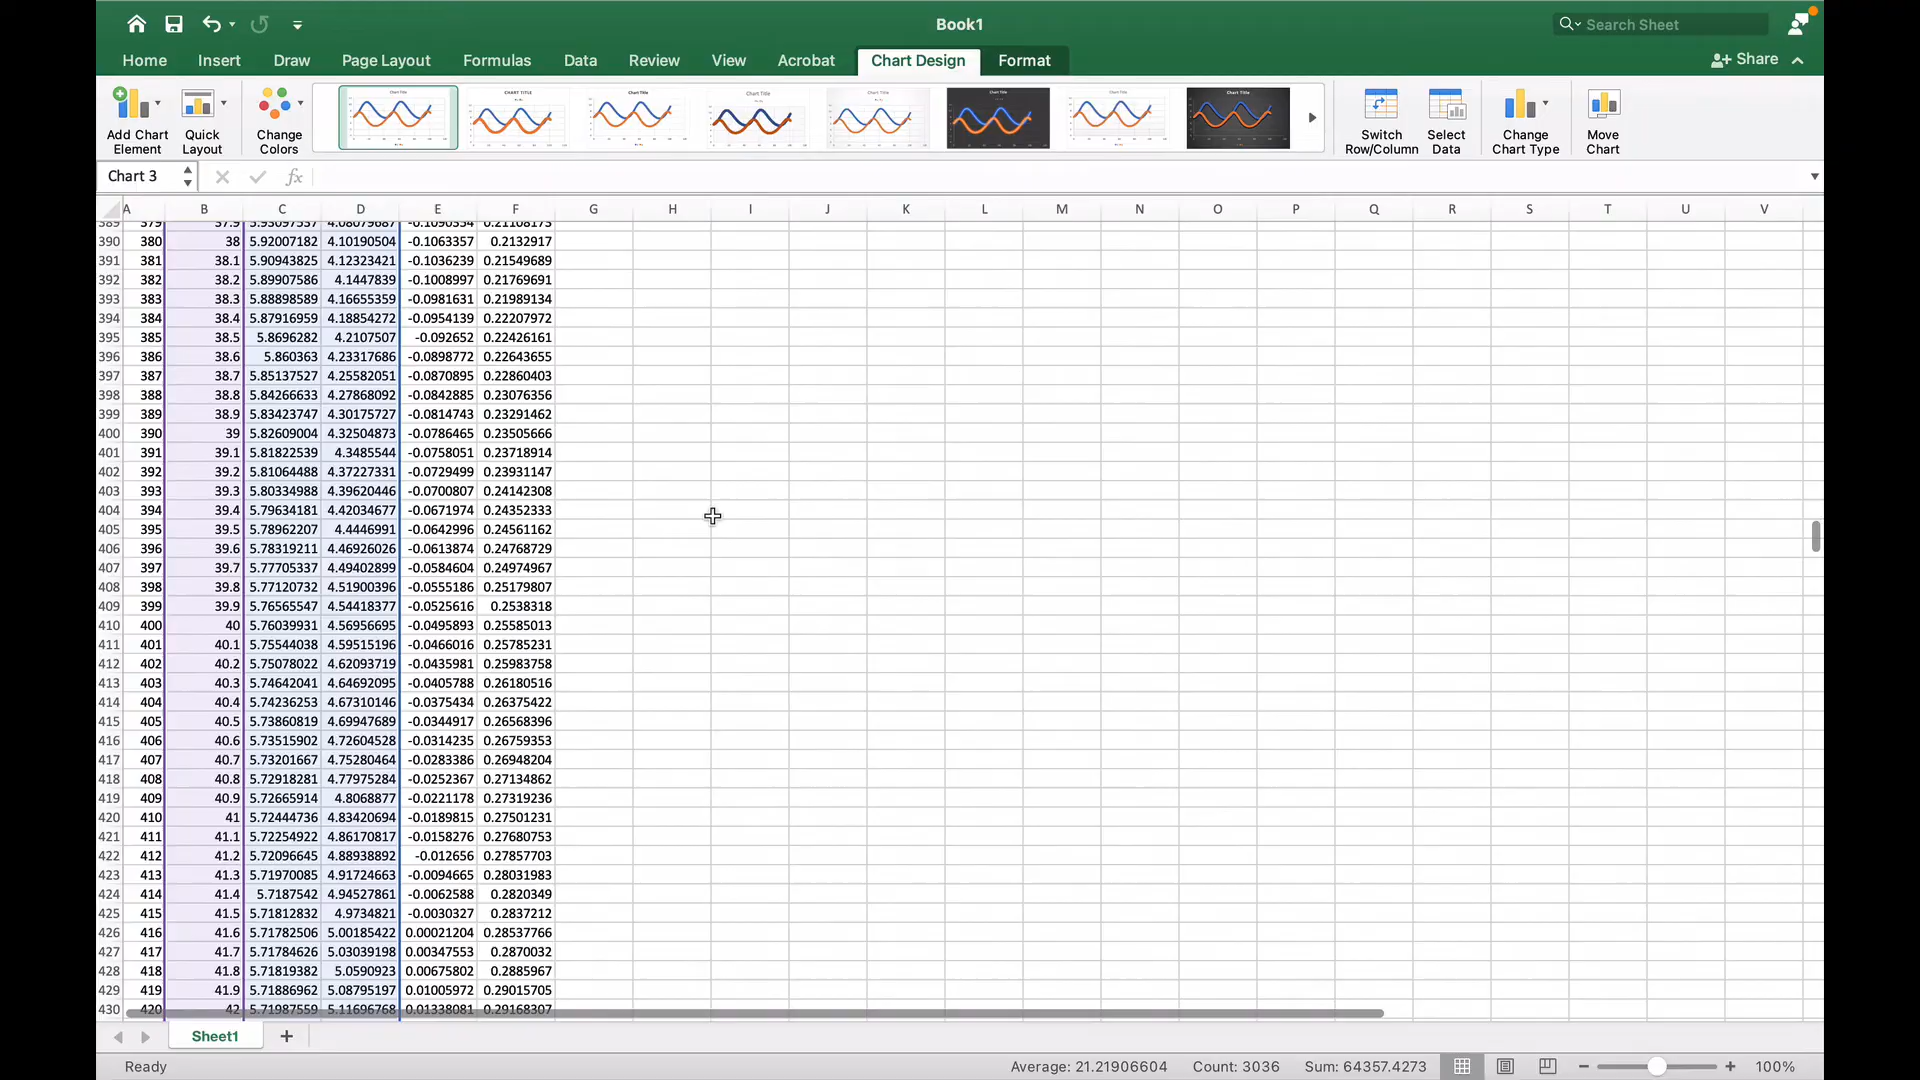 Book1
Search Sheet
Home Insert Draw Page Layout Formulas Data Review View Acrobat Chart Design Format
Share
Add Chart Element
Quick Layout
Change Colors
Chart Title
CHART TITLE
Chart Title
Chart Title
Chart Title
Chart Title
Chart Title
Chart Title
Switch Row/Column
Select Data
Change Chart Type
Move Chart
Chart 3
fx
A B C D E F G H I J K L M N O P Q R S T U V
389 379 37.9 5.93097537 4.08079687 -0.1090354 0.21108173
390 380 38 5.92007182 4.10190504 -0.1063357 0.2132917
391 381 38.1 5.90943825 4.12323421 -0.1036239 0.21549689
392 382 38.2 5.89907586 4.1447839 -0.1008997 0.21769691
393 383 38.3 5.88898589 4.16655359 -0.0981631 0.21989134
394 384 38.4 5.87916959 4.18854272 -0.0954139 0.22207972
395 385 38.5 5.8696282 4.2107507 -0.092652 0.22426161
396 386 38.6 5.860363 4.23317686 -0.0898772 0.22643655
397 387 38.7 5.85137527 4.25582051 -0.0870895 0.22860403
398 388 38.8 5.84266633 4.27868092 -0.0842885 0.23076356
399 389 38.9 5.83423747 4.30175727 -0.0814743 0.23291462
400 390 39 5.82609004 4.32504873 -0.0786465 0.23505666
401 391 39.1 5.81822539 4.3485544 -0.0758051 0.23718914
402 392 39.2 5.81064488 4.37227331 -0.0729499 0.23931147
403 393 39.3 5.80334988 4.39620446 -0.0700807 0.24142308
404 394 39.4 5.79634181 4.42034677 -0.0671974 0.24352333
405 395 39.5 5.78962207 4.4446991 -0.0642996 0.24561162
406 396 39.6 5.78319211 4.46926026 -0.0613874 0.24768729
407 397 39.7 5.77705337 4.49402899 -0.0584604 0.24974967
408 398 39.8 5.77120732 4.51900396 -0.0555186 0.25179807
409 399 39.9 5.76565547 4.54418377 -0.0525616 0.2538318
410 400 40 5.76039931 4.56956695 -0.0495893 0.25585013
411 401 40.1 5.75544038 4.59515196 -0.0466016 0.25785231
412 402 40.2 5.75078022 4.62093719 -0.0435981 0.25983758
413 403 40.3 5.74642041 4.64692095 -0.0405788 0.26180516
414 404 40.4 5.74236253 4.67310146 -0.0375434 0.26375422
415 405 40.5 5.73860819 4.69947689 -0.0344917 0.26568396
416 406 40.6 5.73515902 4.72604528 -0.0314235 0.26759353
417 407 40.7 5.73201667 4.75280464 -0.0283386 0.26948204
418 408 40.8 5.72918281 4.77975284 -0.0252367 0.27134862
419 409 40.9 5.72665914 4.8068877 -0.0221178 0.27319236
420 410 41 5.72444736 4.83420694 -0.0189815 0.27501231
421 411 41.1 5.72254922 4.86170817 -0.0158276 0.27680753
422 412 41.2 5.72096645 4.88938892 -0.012656 0.27857703
423 413 41.3 5.71970085 4.91724663 -0.0094665 0.28031983
424 414 41.4 5.7187542 4.94527861 -0.0062588 0.2820349
425 415 41.5 5.71812832 4.9734821 -0.0030327 0.2837212
426 416 41.6 5.71782506 5.00185422 0.00021204 0.28537766
427 417 41.7 5.71784626 5.03039198 0.00347553 0.2870032
428 418 41.8 5.71819382 5.0590923 0.00675802 0.2885967
429 419 41.9 5.71886962 5.08795197 0.01005972 0.29015705
430 420 42 5.71987559 5.11696768 0.01338081 0.29168307
Sheet1
Ready
Average: 21.21906604 Count: 3036 Sum: 64357.4273
100%